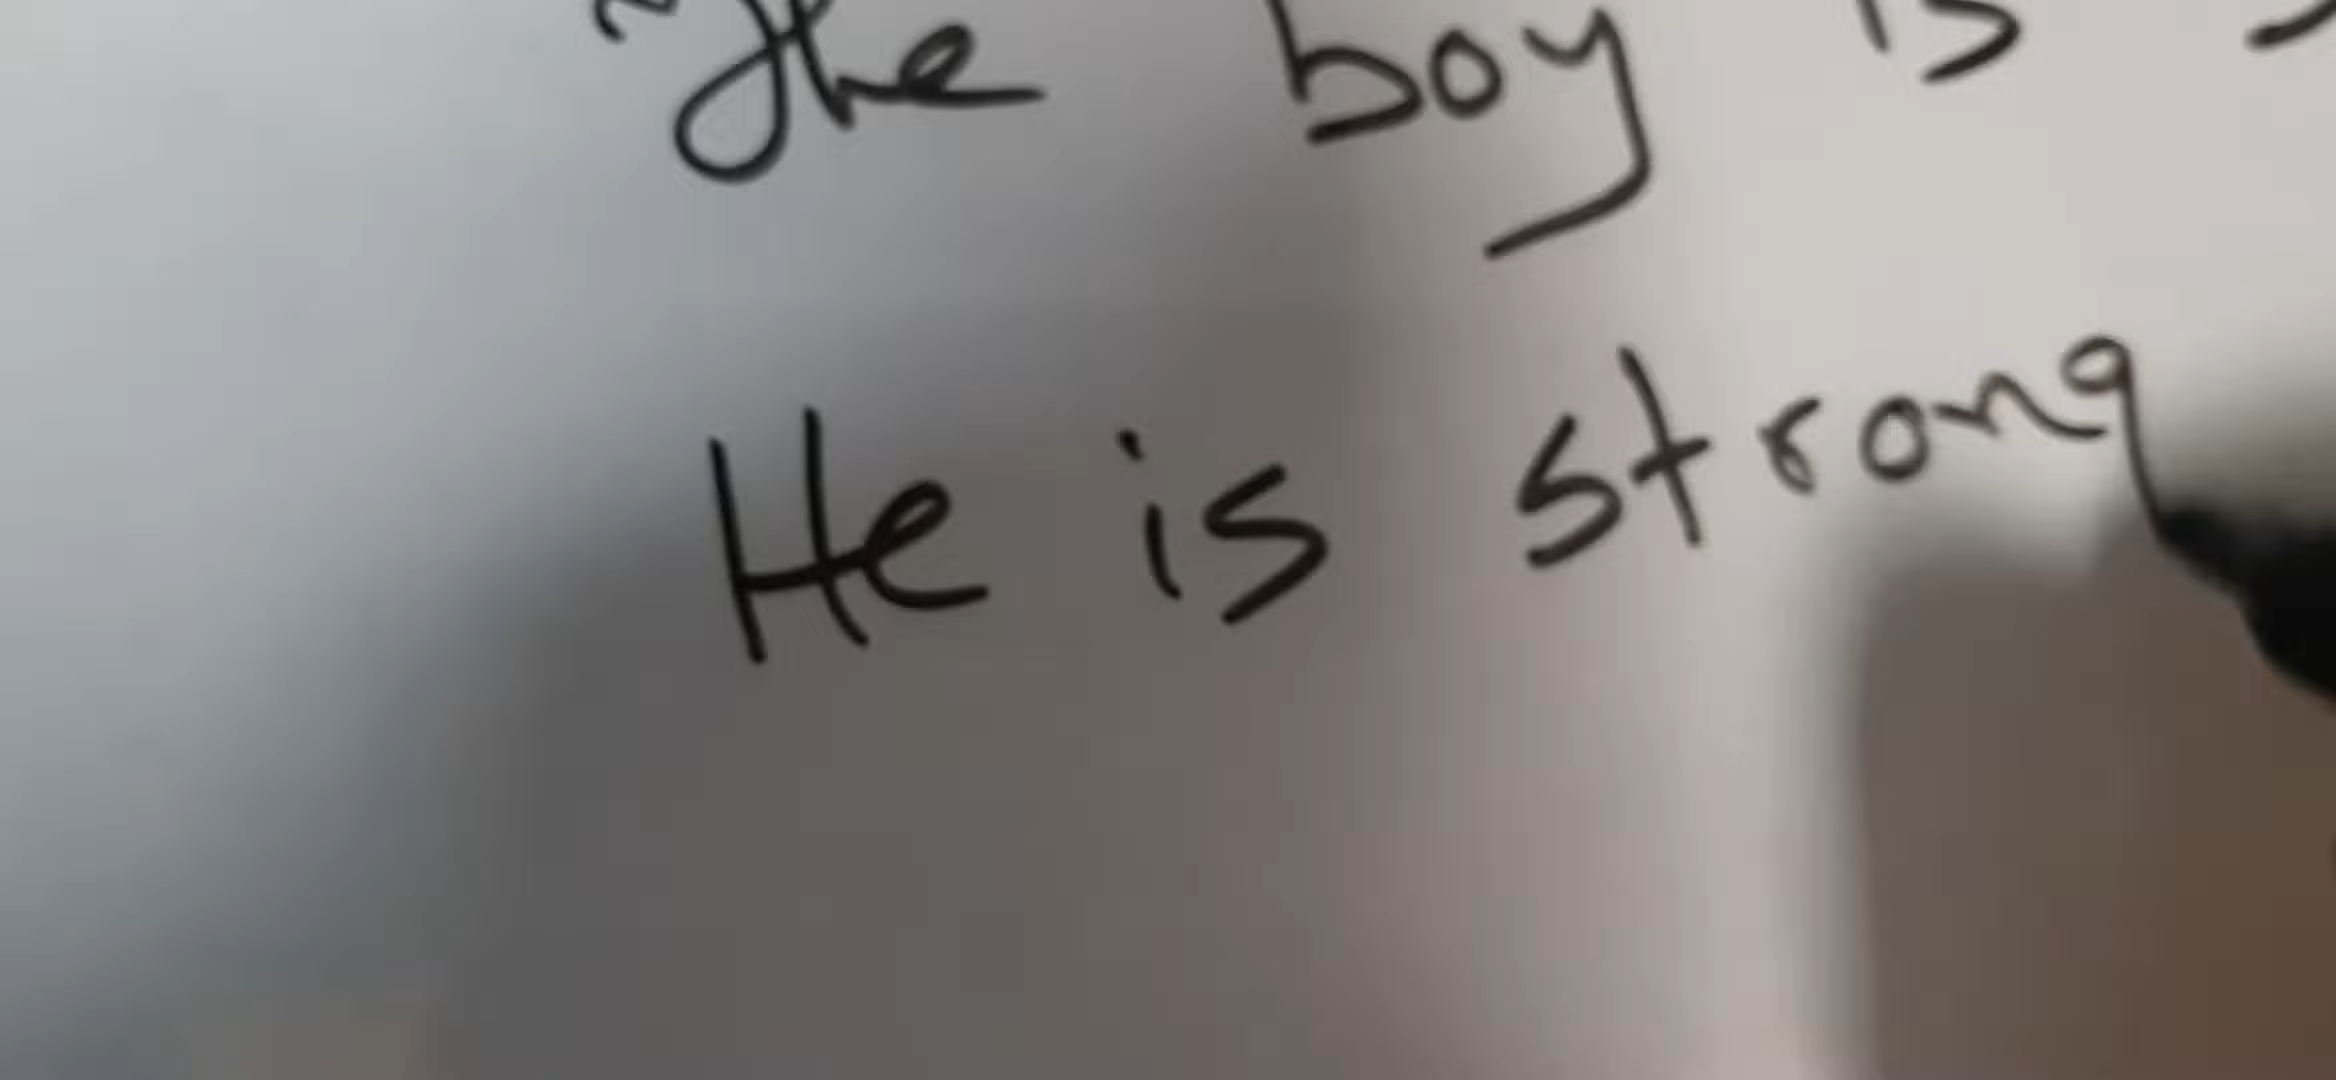 The boy is
He is strong